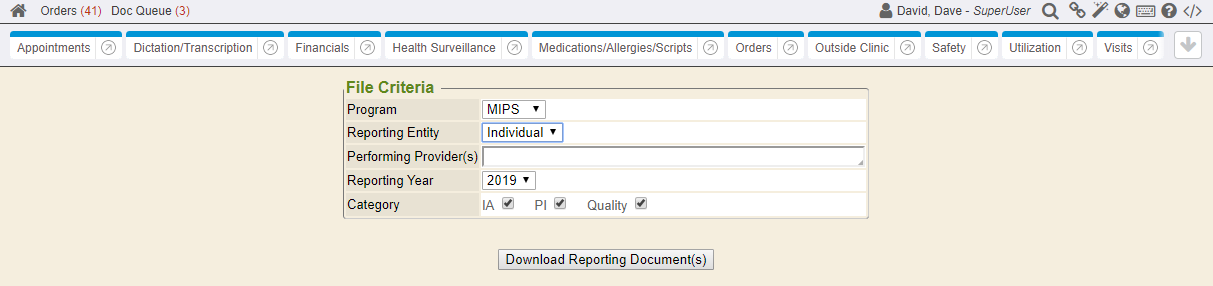 Orders (41) Doc Queue (3) David, Dave - SuperUser
Appointments Dictation/Transcription Financials Health Surveillance Medications/Allergies/Scripts Orders Outside Clinic Safety Utilization Visits
File Criteria
Program MIPS
Reporting Entity Individual
Performing Provider(s)
Reporting Year 2019
Category IA PI Quality
Download Reporting Document(s)